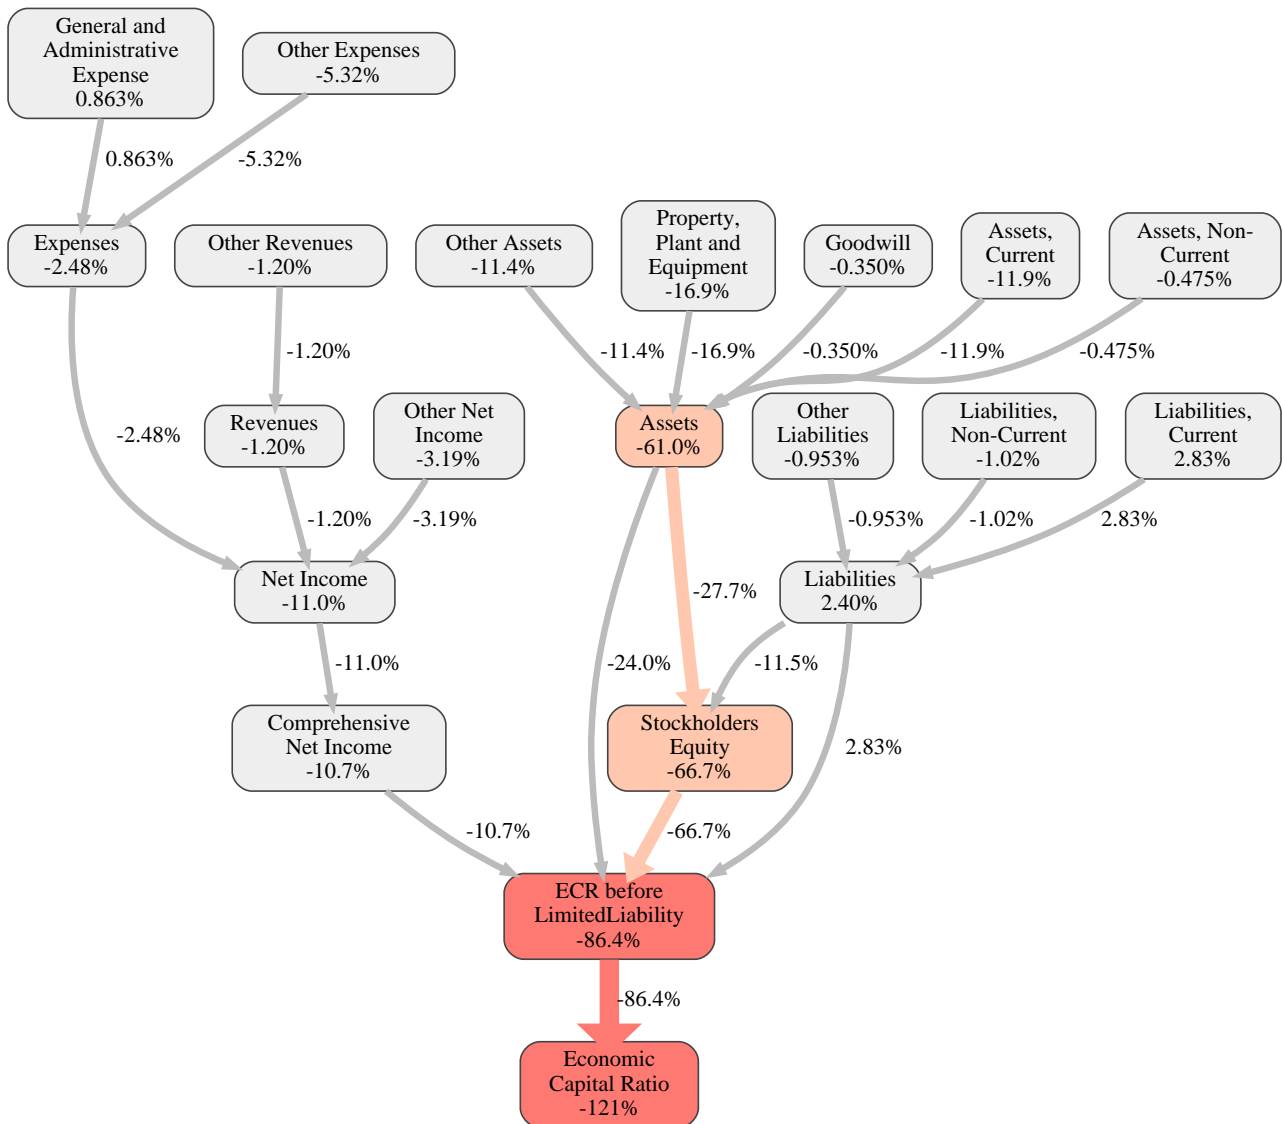 General and
Administrative
Expense
0.863%
Other Expenses
-5.32%
0.863%
-5.32%
Expenses
-2.48%
Other Revenues
-1.20%
Other Assets
-11.4%
Property,
Plant and
Equipment
-16.9%
Goodwill
-0.350%
Assets,
Current
-11.9%
Assets, Non-
Current
-0.475%
-1.20%
-11.4%
-16.9%
-0.350%
-11.9%
-0.475%
-2.48%
Revenues
-1.20%
Other Net
Income
-3.19%
Assets
-61.0%
Other
Liabilities
-0.953%
Liabilities,
Non-Current
-1.02%
Liabilities,
Current
2.83%
-1.20%
-3.19%
-0.953%
-1.02%
2.83%
Net Income
-11.0%
-27.7%
Liabilities
2.40%
-11.0%
-24.0%
-11.5%
2.83%
Comprehensive
Net Income
-10.7%
Stockholders
Equity
-66.7%
-10.7%
-66.7%
ECR before
LimitedLiability
-86.4%
-86.4%
Economic
Capital Ratio
-121%